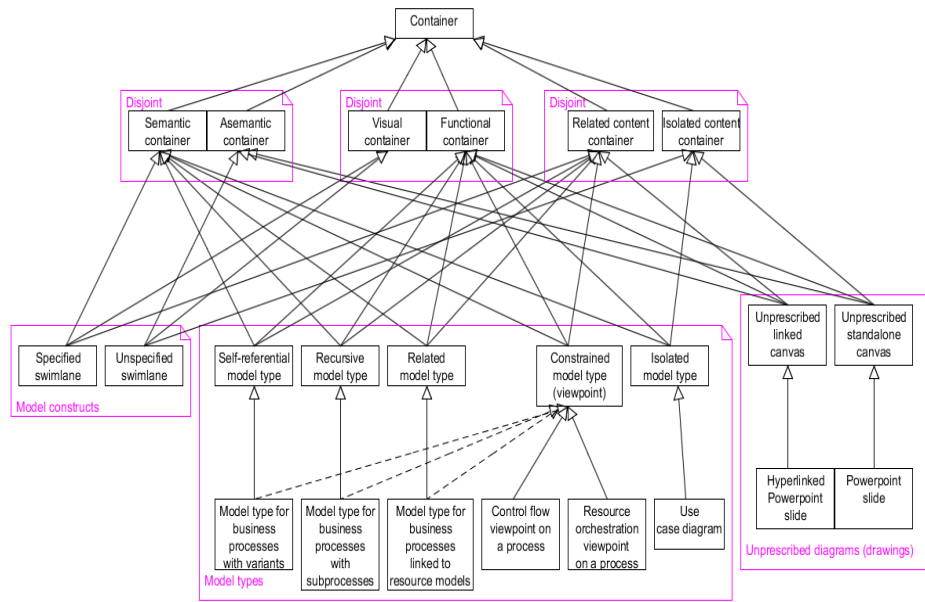 Container
Disjoint
Semantic
container
Asemantic
container
Disjoint
Visual
container
Functional
container
Disjoint
Related content
container
Isolated content
container
Specified
swimlane
Unspecified
swimlane
Model constructs
Self-referential
model type
Recursive
model type
Related
model type
Constrained
model type
(viewpoint)
Isolated
model type
Model type for
business
processes
with variants
Model type for
business
processes
with
subprocesses
Model type for
business
processes
linked to
resource models
Control flow
viewpoint on
a process
Resource
orchestration
viewpoint
on a process
Use
case diagram
Model types
Unprescribed
linked
canvas
Unprescribed
standalone
canvas
Hyperlinked
Powerpoint
slide
Powerpoint
slide
Unprescribed diagrams (drawings)